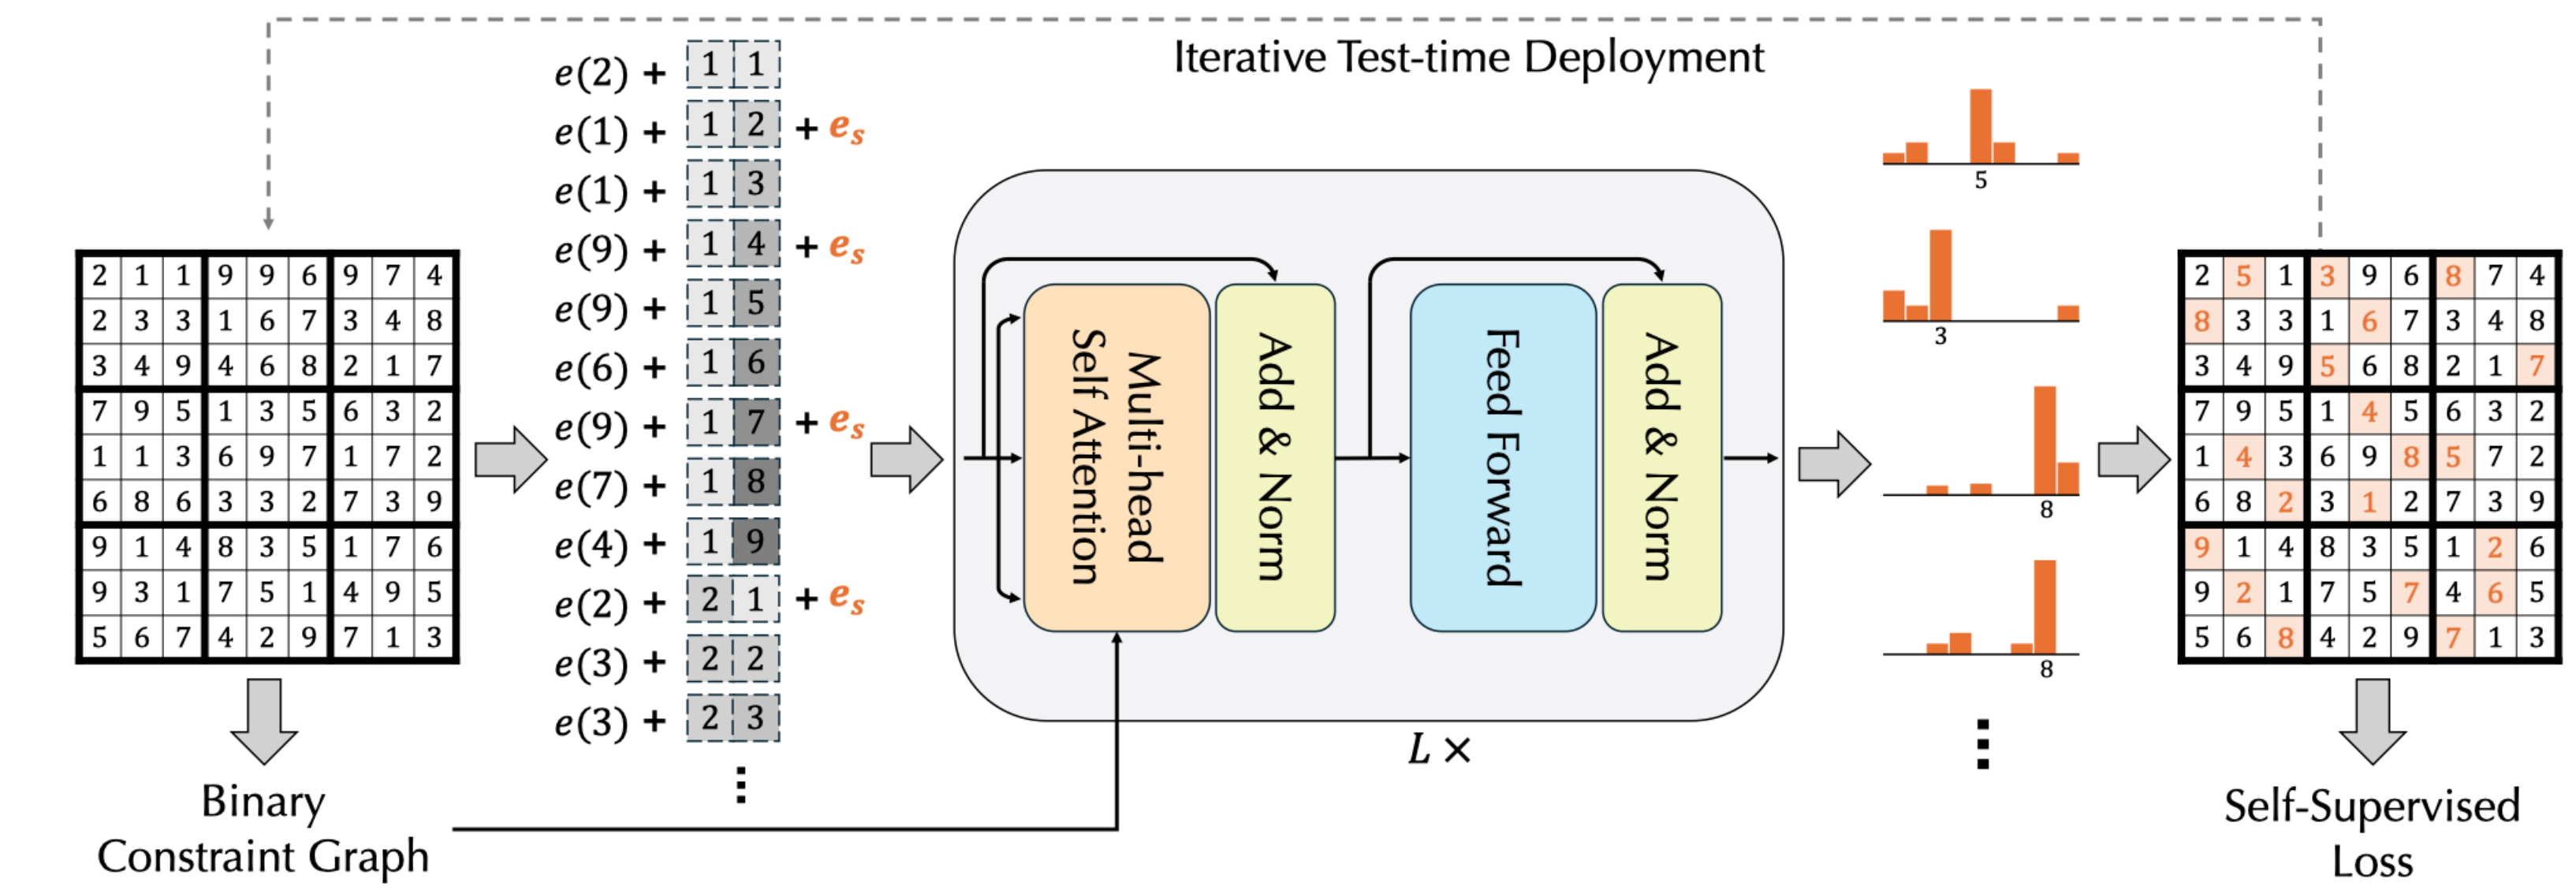 Iterative Test-time Deployment
2 1 1 9 9 6 9 7 4
2 3 3 1 6 7 3 4 8
3 4 9 4 6 8 2 1 7
7 9 5 1 3 5 6 3 2
1 1 3 6 9 7 1 7 2
6 8 6 3 3 2 7 3 9
9 1 4 8 3 5 1 7 6
9 3 1 7 5 1 4 9 5
5 6 7 4 2 9 7 1 3
Binary
Constraint Graph
e(2) + 1 1
e(1) + 1 2 + e_s
e(1) + 1 3
e(9) + 1 4 + e_s
e(9) + 1 5
e(6) + 1 6
e(9) + 1 7 + e_s
e(7) + 1 8
e(4) + 1 9
e(2) + 2 1 + e_s
e(3) + 2 2
e(3) + 2 3
⋮
Multi-head
Self Attention
Add & Norm
Feed Forward
Add & Norm
L ×
5
3
8
8
⋮
2 5 1 3 9 6 8 7 4
8 3 3 1 6 7 3 4 8
3 4 9 5 6 8 2 1 7
7 9 5 1 4 5 6 3 2
1 4 3 6 9 8 5 7 2
6 8 2 3 1 2 7 3 9
9 1 4 8 3 5 1 2 6
9 2 1 7 5 7 4 6 5
5 6 8 4 2 9 7 1 3
Self-Supervised
Loss